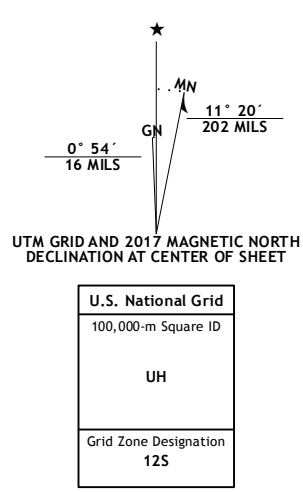 ★
MN
GN
11° 20´
202 MILS
0° 54´
16 MILS
UTM GRID AND 2017 MAGNETIC NORTH
DECLINATION AT CENTER OF SHEET
U.S. National Grid
100,000-m Square ID
UH
Grid Zone Designation
12S